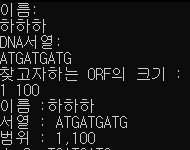 이름:
하하하
DNA서열:
ATGATGATG
찾고자하는 ORF의 크기 :
1 100
이름 :하하하
서열 : ATGATGATG
범위 : 1,100